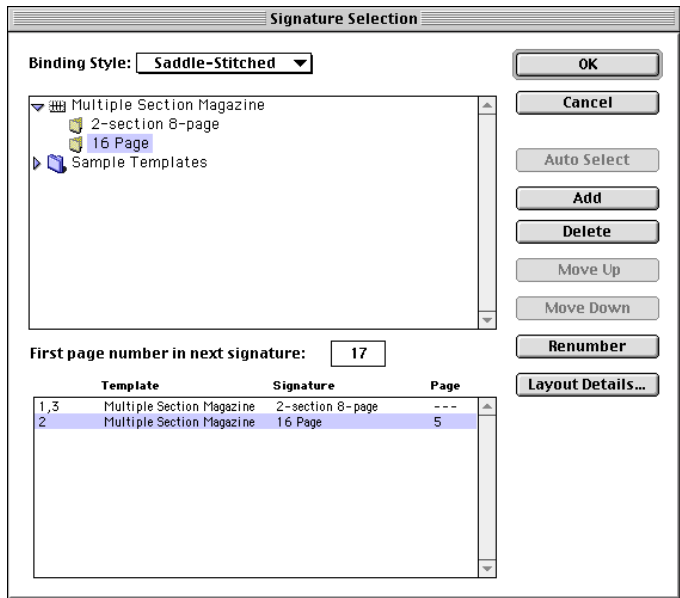 Signature Selection
Binding Style: Saddle-Stitched
OK
Multiple Section Magazine
Cancel
2-section 8-page
16 Page
Sample Templates
Auto Select
Add
Delete
Move Up
Move Down
First page number in next signature: 17
Renumber
Template Signature Page
Layout Details...
1,3 Multiple Section Magazine 2-section 8-page ---
2 Multiple Section Magazine 16 Page 5